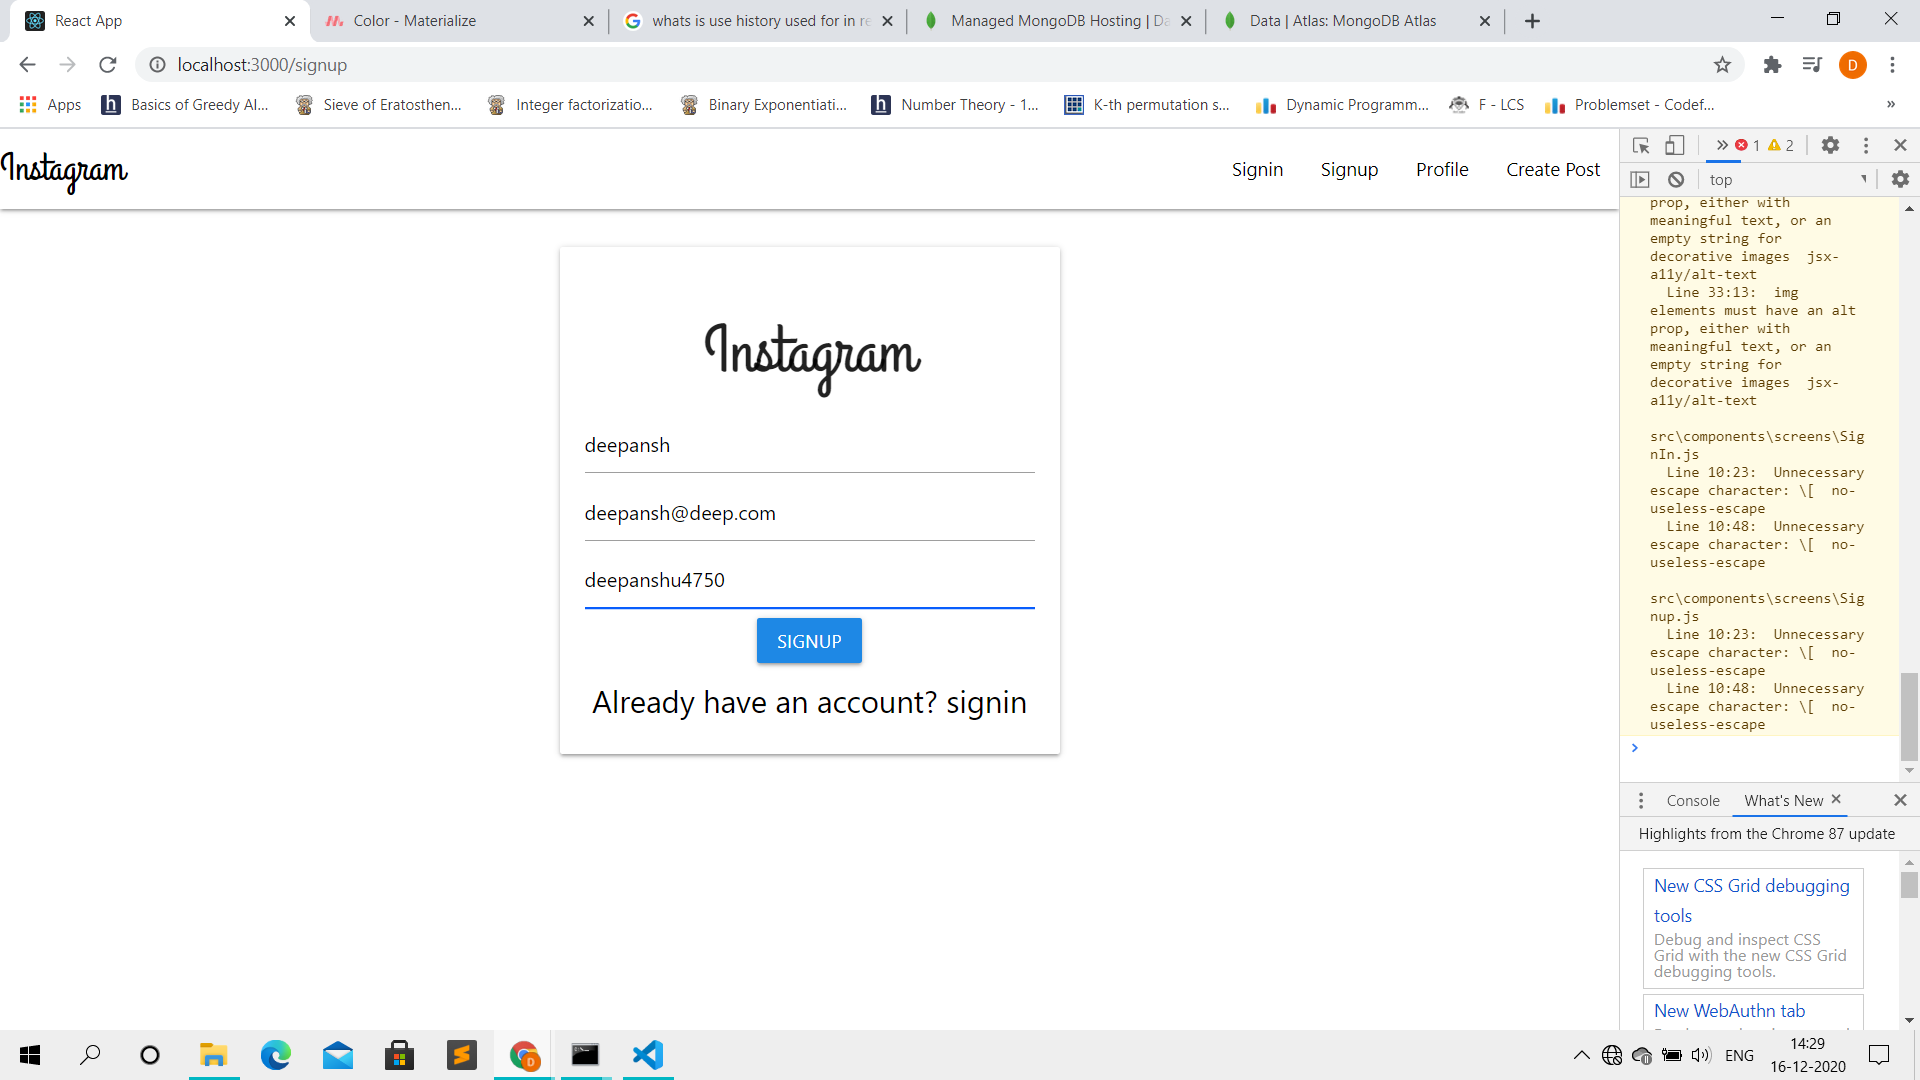 React App
Color - Materialize
whats is use history used for in re
Managed MongoDB Hosting | Da
Data | Atlas: MongoDB Atlas
localhost:3000/signup
D
Apps
Basics of Greedy Al...
Sieve of Eratosthen...
Integer factorizatio...
Binary Exponentiati...
Number Theory - 1...
K-th permutation s...
Dynamic Programm...
F - LCS
Problemset - Codef...
»
Instagram
Signin
Signup
Profile
Create Post
Instagram
deepansh
deepansh@deep.com
deepanshu4750
SIGNUP
Already have an account? signin
» 1 2
top
prop, either with
meaningful text, or an
empty string for
decorative images jsx-
a11y/alt-text
Line 33:13: img
elements must have an alt
prop, either with
meaningful text, or an
empty string for
decorative images jsx-
a11y/alt-text
src\components\screens\Sig
nIn.js
Line 10:23: Unnecessary
escape character: \[ no-
useless-escape
Line 10:48: Unnecessary
escape character: \[ no-
useless-escape
src\components\screens\Sig
nup.js
Line 10:23: Unnecessary
escape character: \[ no-
useless-escape
Line 10:48: Unnecessary
escape character: \[ no-
useless-escape
Console
What's New
Highlights from the Chrome 87 update
New CSS Grid debugging
tools
Debug and inspect CSS
Grid with the new CSS Grid
debugging tools.
New WebAuthn tab
ENG
14:29
16-12-2020